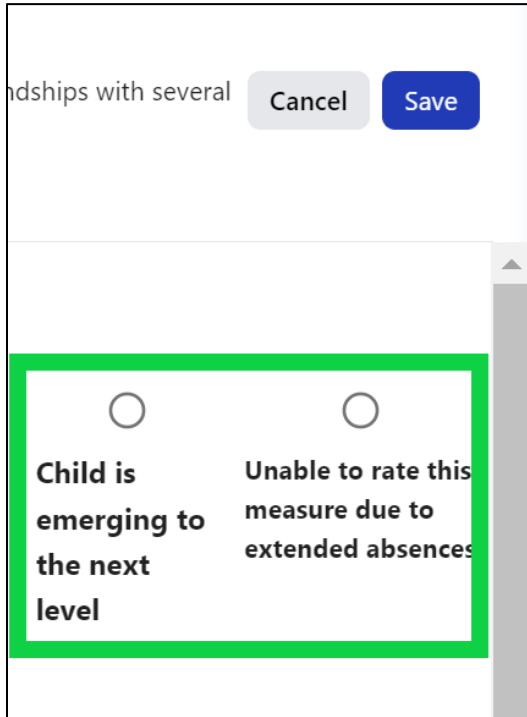 ndships with several
Cancel
Save
Child is
emerging to
the next
level
Unable to rate this
measure due to
extended absences